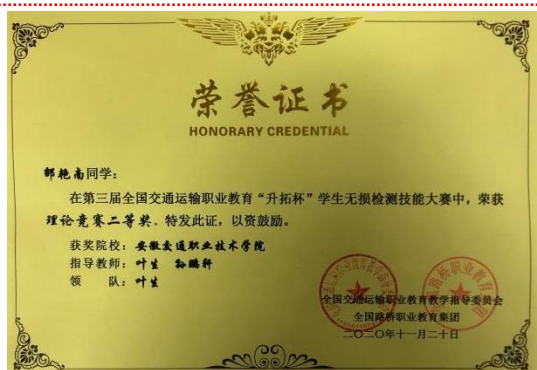 荣誉证书
HONORARY CREDENTIAL
郜艳南同学:
在第三届全国交通运输职业教育“升拓杯”学生无损检测技能大赛中,荣获
理论竞赛二等奖。特发此证,以资鼓励。
获奖院校:安徽交通职业技术学院
指导教师:叶生 孙鹏轩
领 队:叶生
全国交通运输职业教育教学指导委员会
全国路桥职业教育集团
二〇二〇年十一月二十日